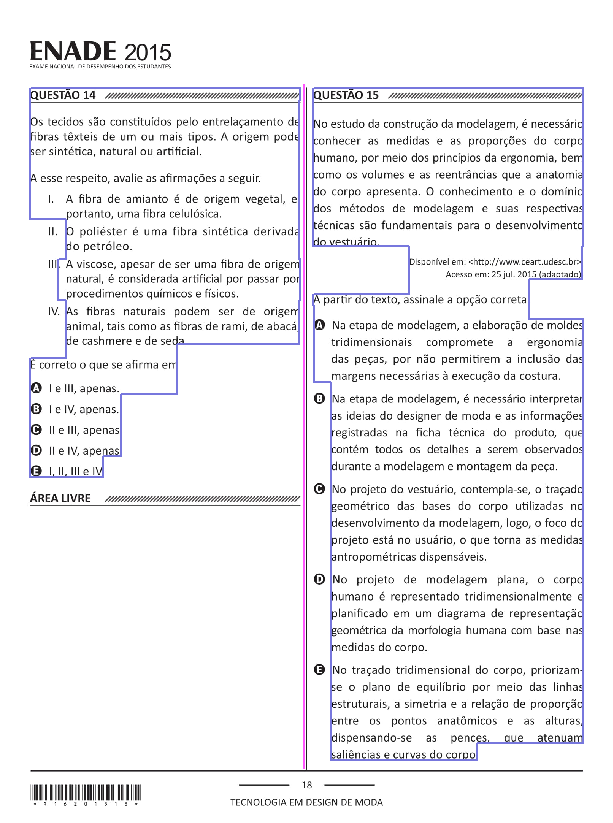 ENADE 2015
EXAME NACIONAL DE DESEMPENHO DOS ESTUDANTES
QUESTÃO 14
Os tecidos são constituídos pelo entrelaçamento de
fibras têxteis de um ou mais tipos. A origem pode
ser sintética, natural ou artificial.
A esse respeito, avalie as afirmações a seguir.
I. A fibra de amianto é de origem vegetal, e,
portanto, uma fibra celulósica.
II. O poliéster é uma fibra sintética derivada
do petróleo.
III. A viscose, apesar de ser uma fibra de origem
natural, é considerada artificial por passar por
procedimentos químicos e físicos.
IV. As fibras naturais podem ser de origem
animal, tais como as fibras de rami, de abacá,
de cashmere e de seda.
É correto o que se afirma em
A I e III, apenas.
B I e IV, apenas.
C II e III, apenas.
D II e IV, apenas.
E I, II, III e IV.
ÁREA LIVRE
QUESTÃO 15
No estudo da construção da modelagem, é necessário
conhecer as medidas e as proporções do corpo
humano, por meio dos princípios da ergonomia, bem
como os volumes e as reentrâncias que a anatomia
do corpo apresenta. O conhecimento e o domínio
dos métodos de modelagem e suas respectivas
técnicas são fundamentais para o desenvolvimento
do vestuário.
Disponível em: <http://www.ceart.udesc.br>.
Acesso em: 25 jul. 2015 (adaptado).
A partir do texto, assinale a opção correta.
A Na etapa de modelagem, a elaboração de moldes
tridimensionais compromete a ergonomia
das peças, por não permitirem a inclusão das
margens necessárias à execução da costura.
B Na etapa de modelagem, é necessário interpretar
as ideias do designer de moda e as informações
registradas na ficha técnica do produto, que
contém todos os detalhes a serem observados
durante a modelagem e montagem da peça.
C No projeto do vestuário, contempla-se, o traçado
geométrico das bases do corpo utilizadas no
desenvolvimento da modelagem, logo, o foco do
projeto está no usuário, o que torna as medidas
antropométricas dispensáveis.
D No projeto de modelagem plana, o corpo
humano é representado tridimensionalmente e
planificado em um diagrama de representação
geométrica da morfologia humana com base nas
medidas do corpo.
E No traçado tridimensional do corpo, priorizam-
se o plano de equilíbrio por meio das linhas
estruturais, a simetria e a relação de proporção
entre os pontos anatômicos e as alturas,
dispensando-se as pences, que atenuam
saliências e curvas do corpo.
18
TECNOLOGIA EM DESIGN DE MODA